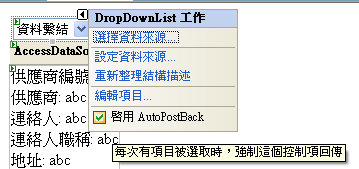 資料繫結
DropDownList 工作
選擇資料來源...
AccessDataSo
設定資料來源...
供應商編號
重新整理結構描述
供應商: abc
編輯項目...
連絡人: abc
啟用 AutoPostBack
連絡人職稱: abc
每次有項目被選取時，強制這個控制項回傳
地址: abc